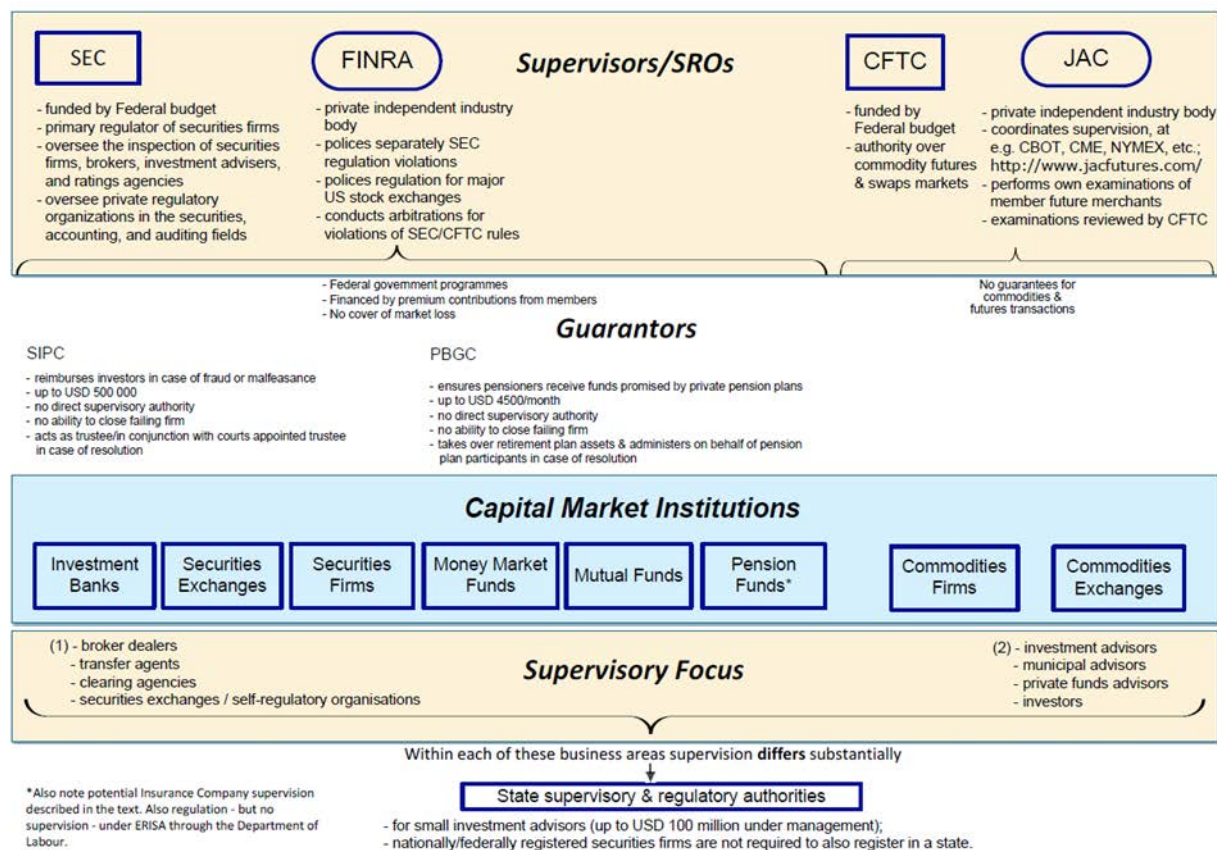 SEC
- funded by Federal budget
- primary regulator of securities firms
- oversee the inspection of securities
firms, brokers, investment advisers,
and ratings agencies
- oversee private regulatory
organizations in the securities,
accounting, and auditing fields
FINRA
- private independent industry
body
- polices separately SEC
regulation violations
- polices regulation for major
US stock exchanges
- conducts arbitrations for
violations of SEC/CFTC rules
Supervisors/SROs
CFTC
- funded by
Federal budget
- authority over
commodity futures
& swaps markets
JAC
- private independent industry body
- coordinates supervision, at
e.g. CBOT, CME, NYMEX, etc.;
http://www.jacfutures.com/
- performs own examinations of
member future merchants
- examinations reviewed by CFTC
- Federal government programmes
- Financed by premium contributions from members
- No cover of market loss
No guarantees for
commodities &
futures transactions
Guarantors
SIPC
- reimburses investors in case of fraud or malfeasance
- up to USD 500 000
- no direct supervisory authority
- no ability to close failing firm
- acts as trustee/in conjunction with courts appointed trustee
in case of resolution
PBGC
- ensures pensioners receive funds promised by private pension plans
- up to USD 4500/month
- no direct supervisory authority
- no ability to close failing firm
- takes over retirement plan assets & administers on behalf of pension
plan participants in case of resolution
Capital Market Institutions
Investment
Banks
Securities
Exchanges
Securities
Firms
Money Market
Funds
Mutual Funds
Pension
Funds*
Commodities
Firms
Commodities
Exchanges
(1) - broker dealers
- transfer agents
- clearing agencies
- securities exchanges / self-regulatory organisations
Supervisory Focus
(2) - investment advisors
- municipal advisors
- private funds advisors
- investors
Within each of these business areas supervision differs substantially
State supervisory & regulatory authorities
- for small investment advisors (up to USD 100 million under management);
- nationally/federally registered securities firms are not required to also register in a state.
*Also note potential Insurance Company supervision
described in the text. Also regulation - but no
supervision - under ERISA through the Department of
Labour.